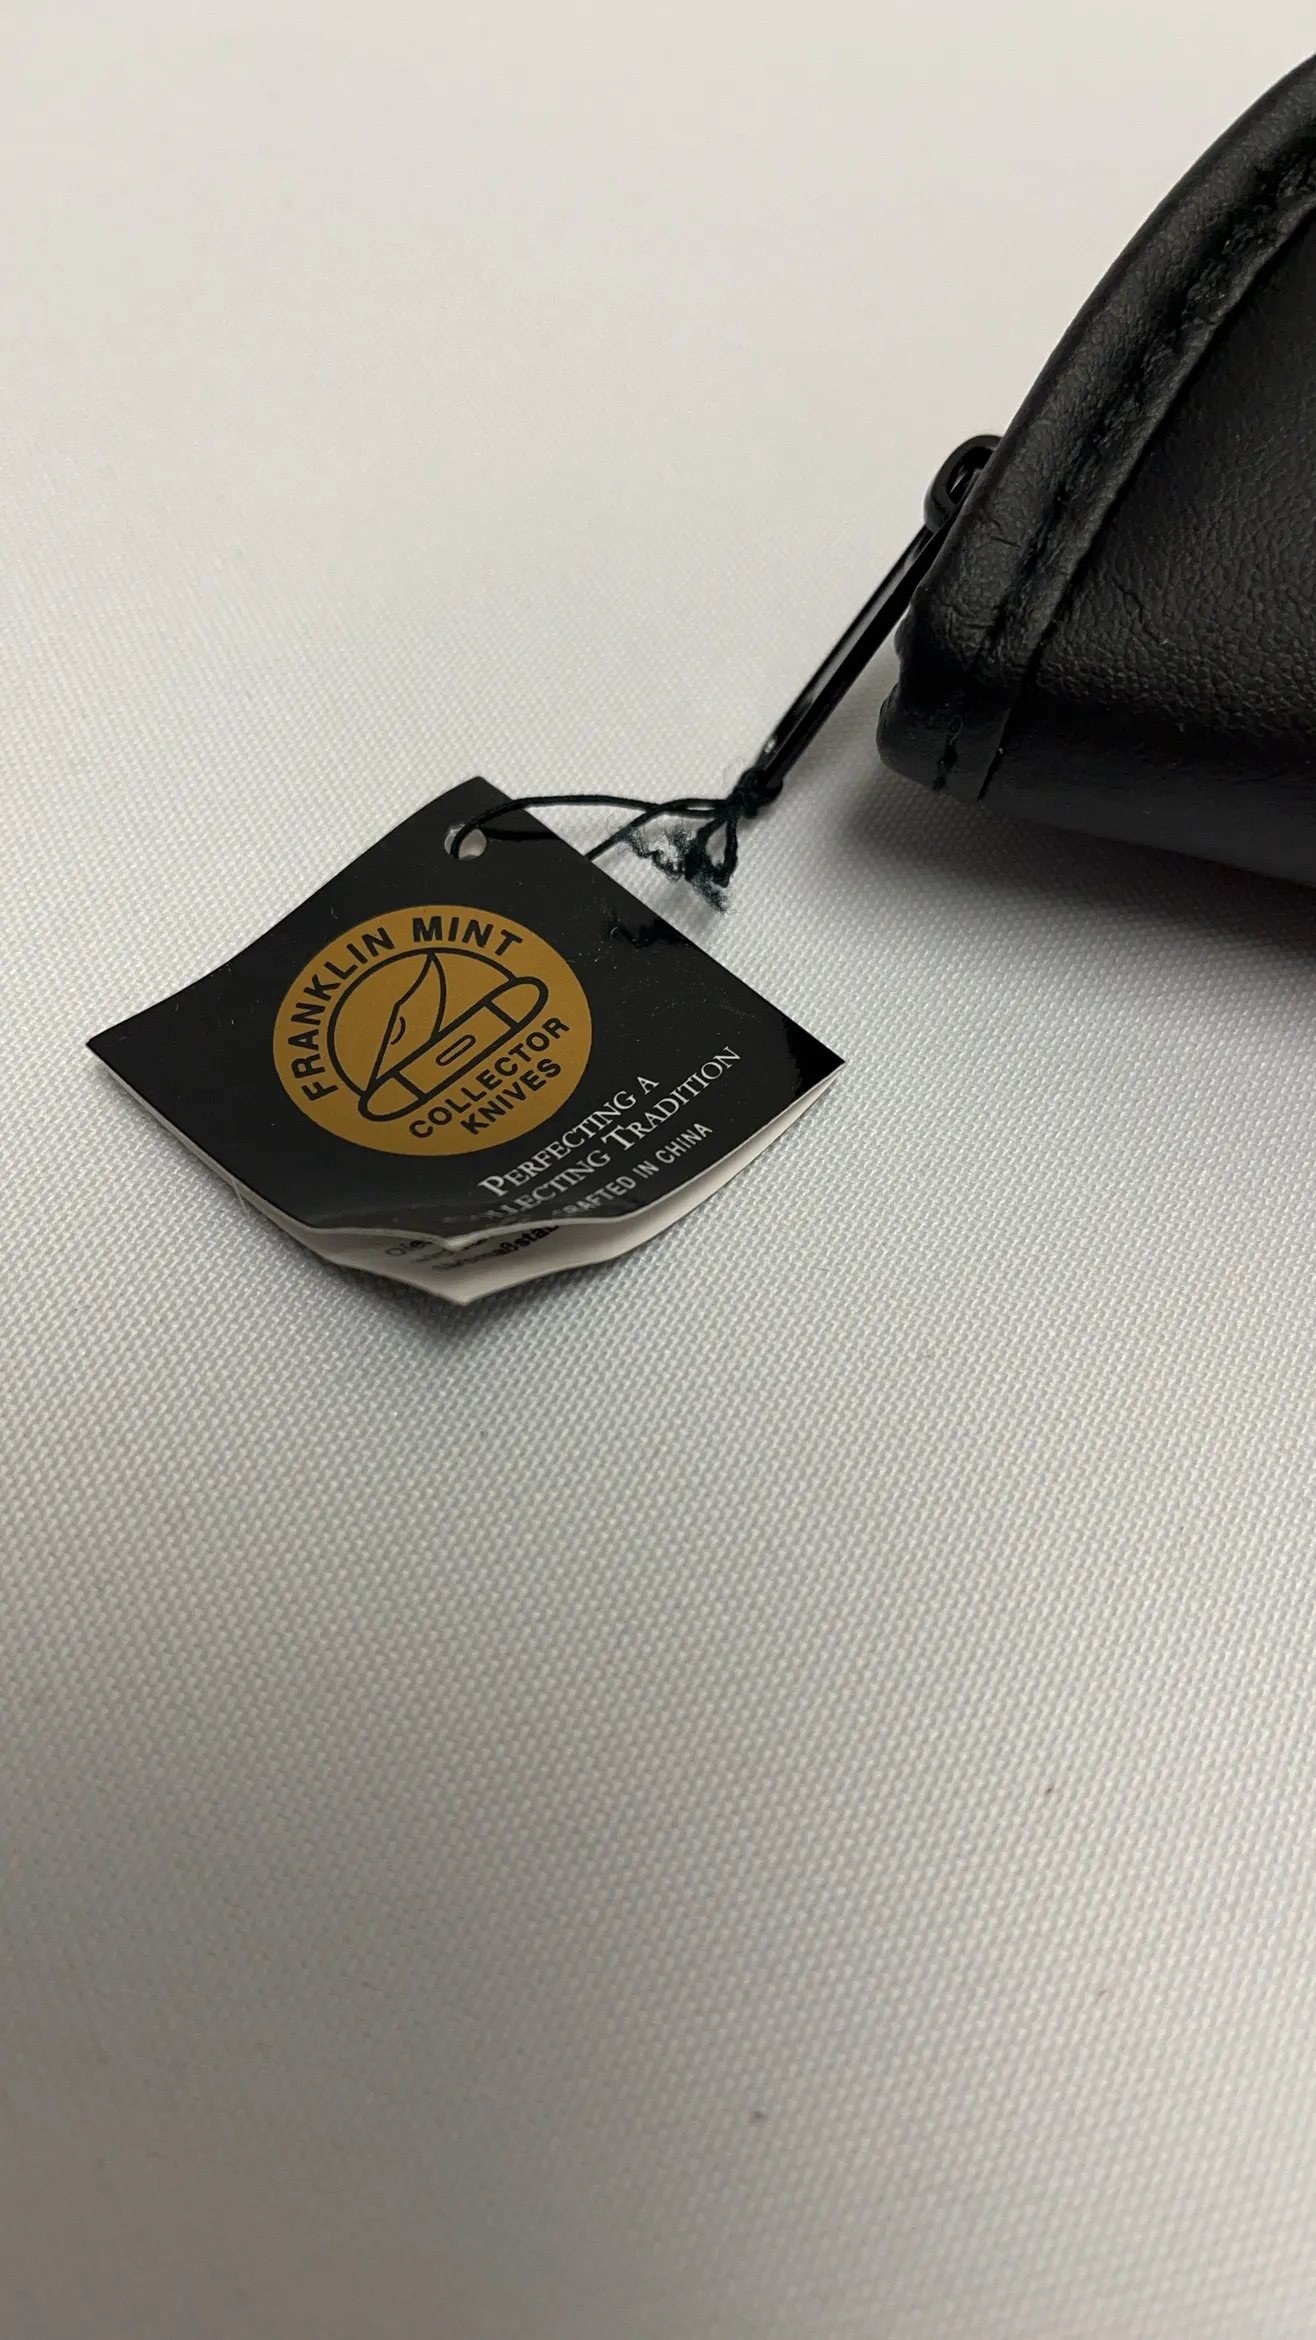 FRANKLIN MINT
COLLECTOR
KNIVES
PERFECTING A
COLLECTING TRADITION
CRAFTED IN CHINA